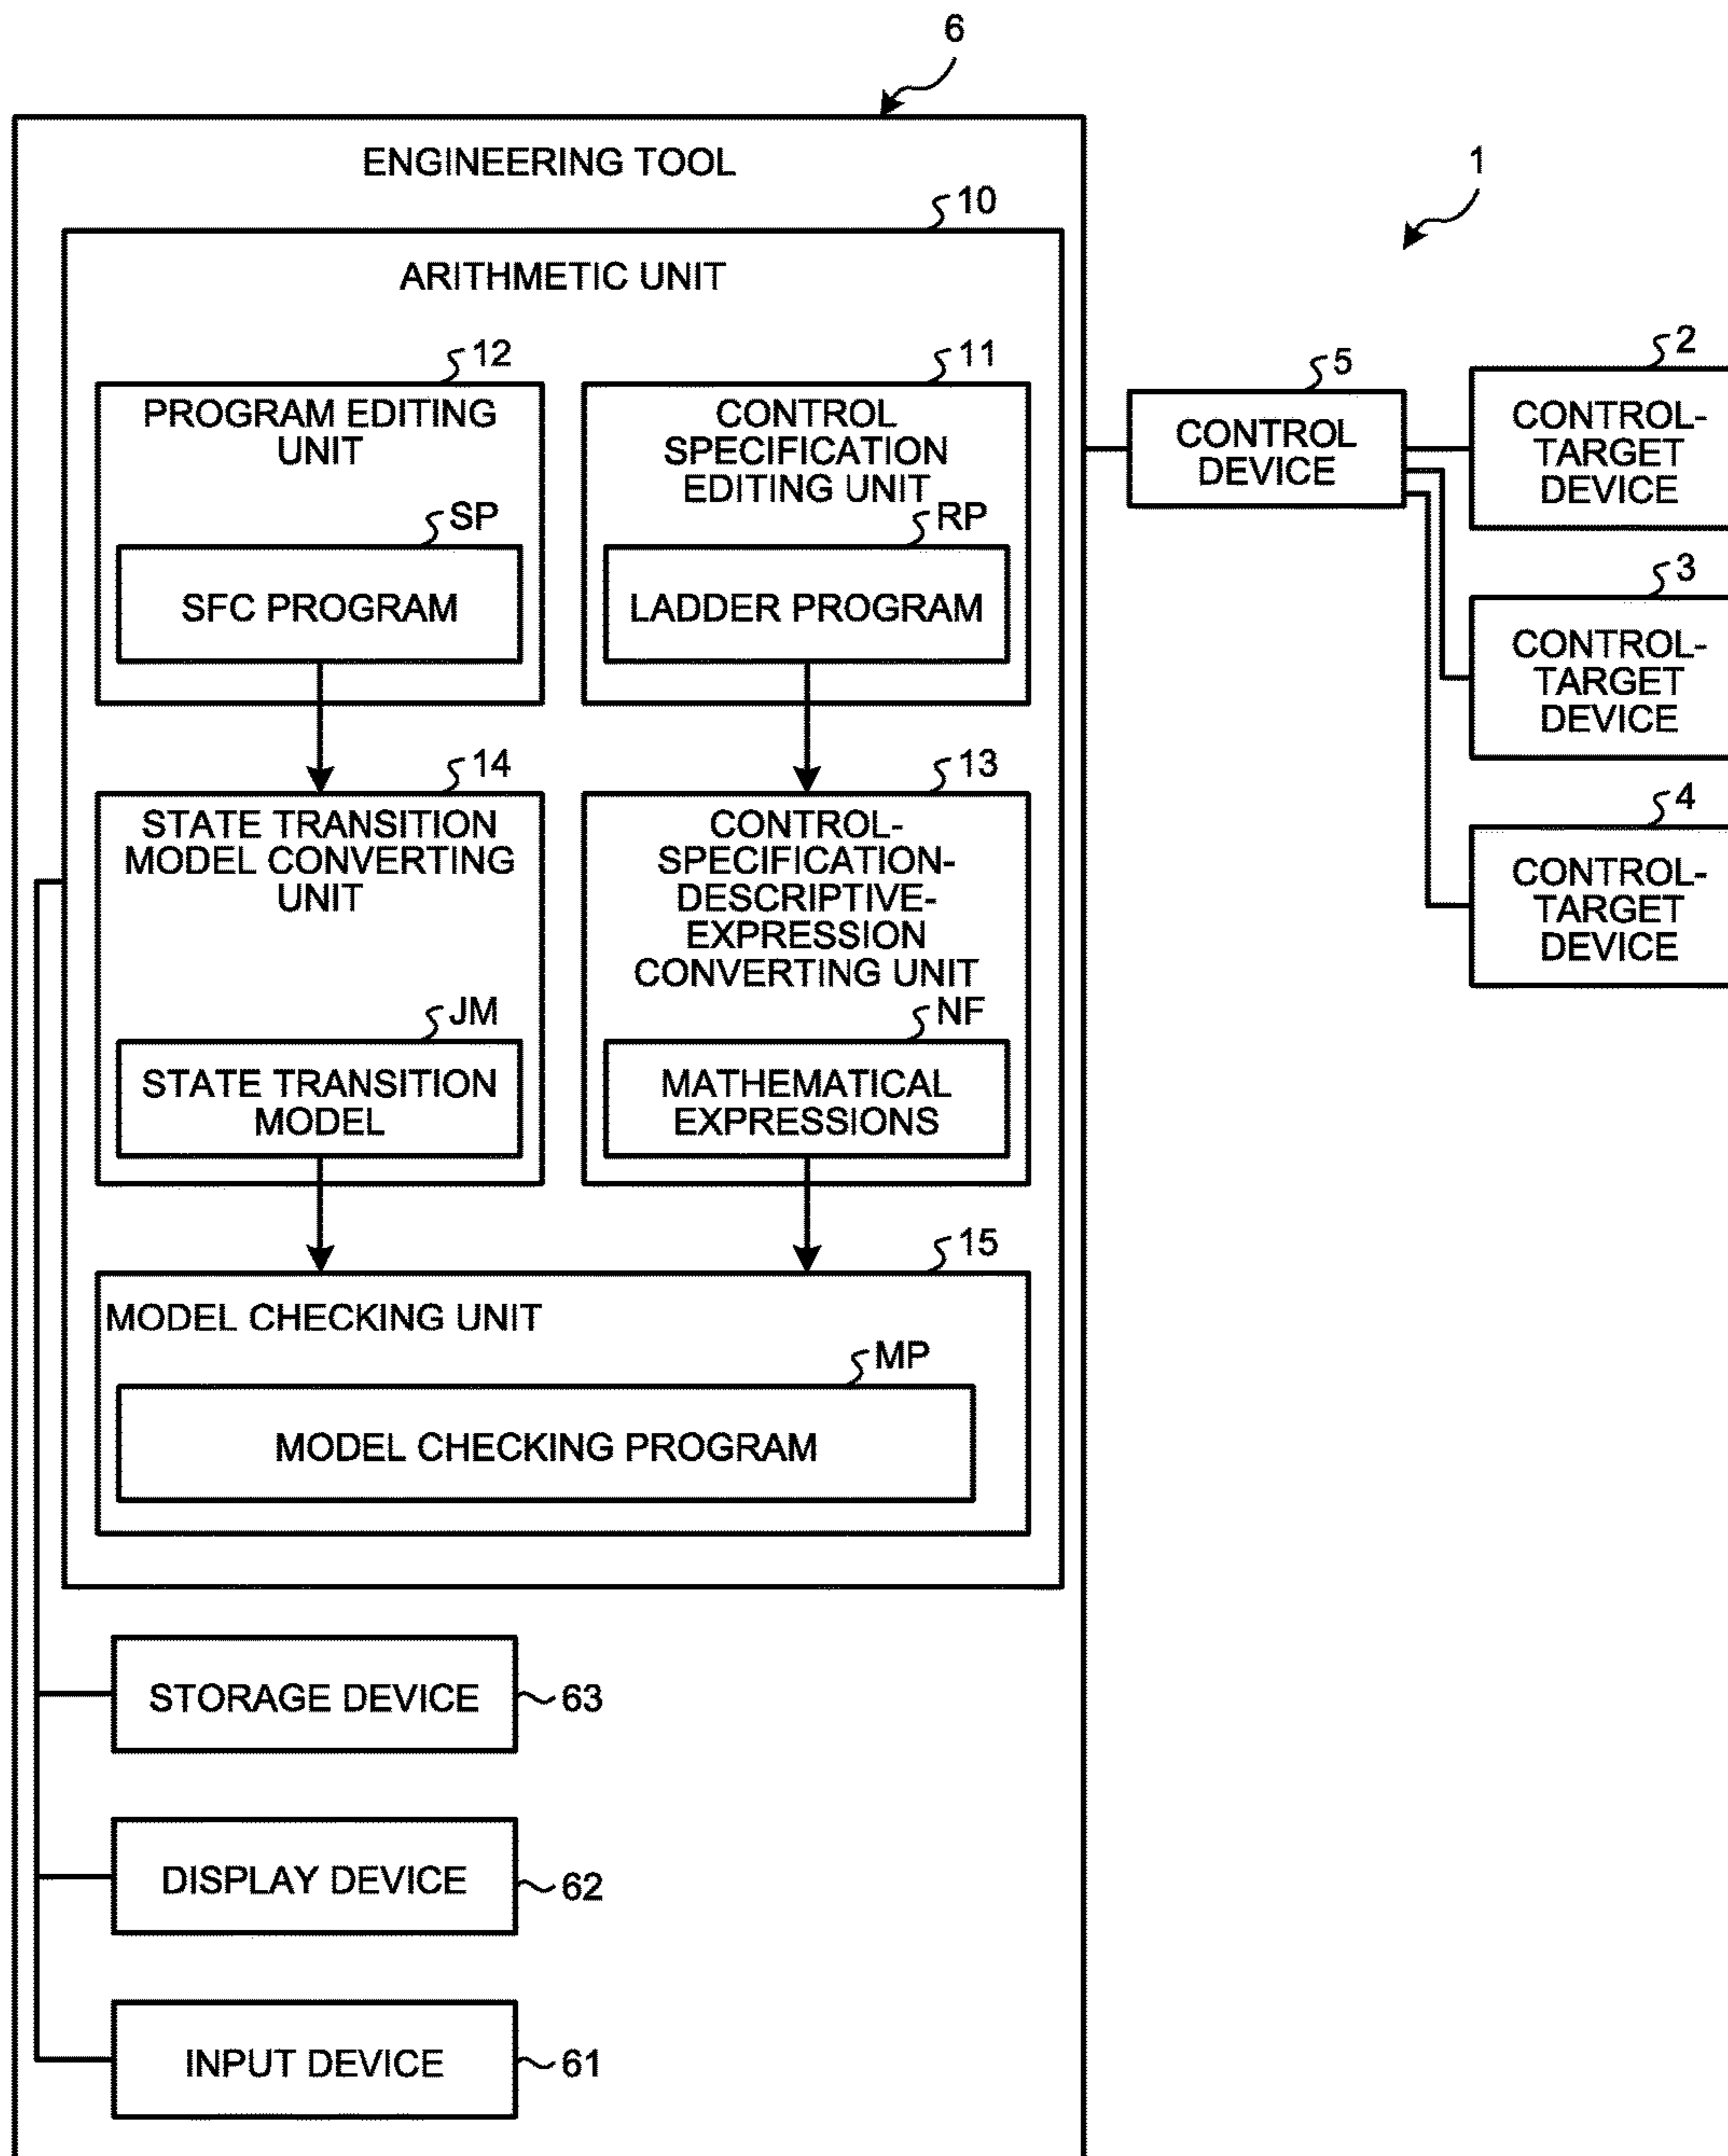 6
ENGINEERING TOOL
1
10
ARITHMETIC UNIT
12
PROGRAM EDITING
UNIT
SP
SFC PROGRAM
11
CONTROL
SPECIFICATION
EDITING UNIT
RP
LADDER PROGRAM
14
STATE TRANSITION
MODEL CONVERTING
UNIT
JM
STATE TRANSITION
MODEL
13
CONTROL-
SPECIFICATION-
DESCRIPTIVE-
EXPRESSION
CONVERTING UNIT
NF
MATHEMATICAL
EXPRESSIONS
15
MODEL CHECKING UNIT
MP
MODEL CHECKING PROGRAM
STORAGE DEVICE
63
DISPLAY DEVICE
62
INPUT DEVICE
61
5
CONTROL
DEVICE
2
CONTROL-
TARGET
DEVICE
3
CONTROL-
TARGET
DEVICE
4
CONTROL-
TARGET
DEVICE